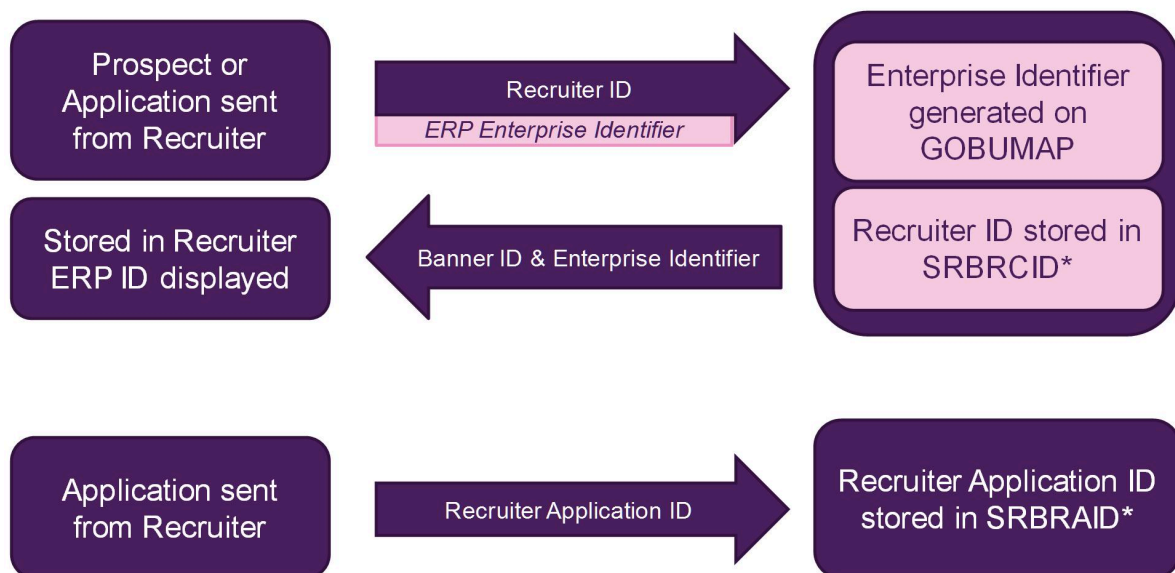 Prospect or
Application sent
from Recruiter
Recruiter ID
ERP Enterprise Identifier
Enterprise Identifier
generated on
GOBUMAP
Stored in Recruiter
ERP ID displayed
Banner ID & Enterprise Identifier
Recruiter ID stored in
SRBRCID*
Application sent
from Recruiter
Recruiter Application ID
Recruiter Application ID
stored in SRBRAID*